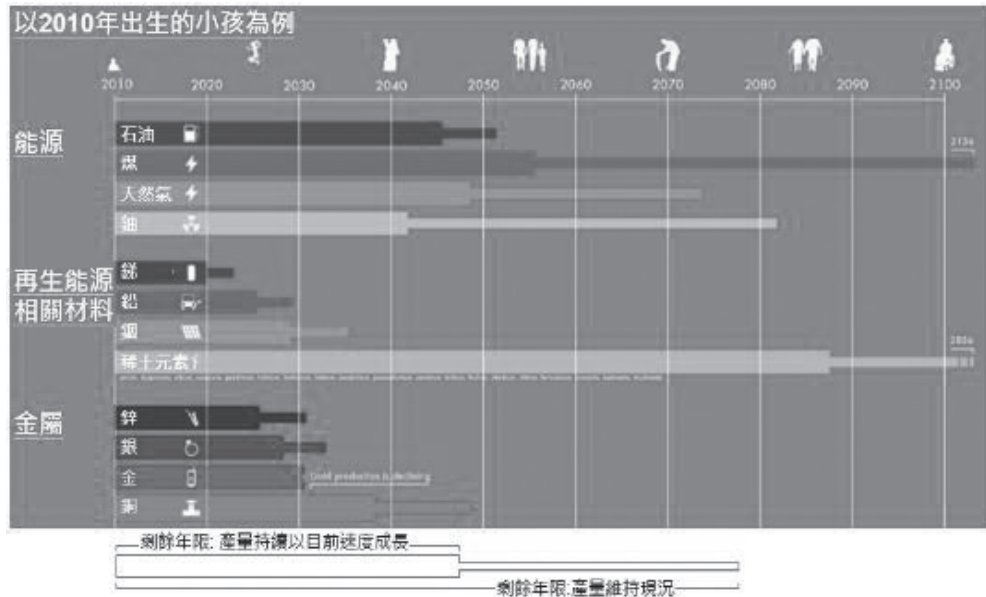 以2010年出生的小孩為例
2010 2020 2030 2040 2050 2060 2070 2080 2090 2100
能源
石油
煤
2136
天然氣
鈾
再生能源
相關材料
銻
鉛
銦
稀土元素
金屬
鋅
銀
金
Gold production is declining
銅
剩餘年限: 產量持續以目前速度成長
剩餘年限:產量維持現況